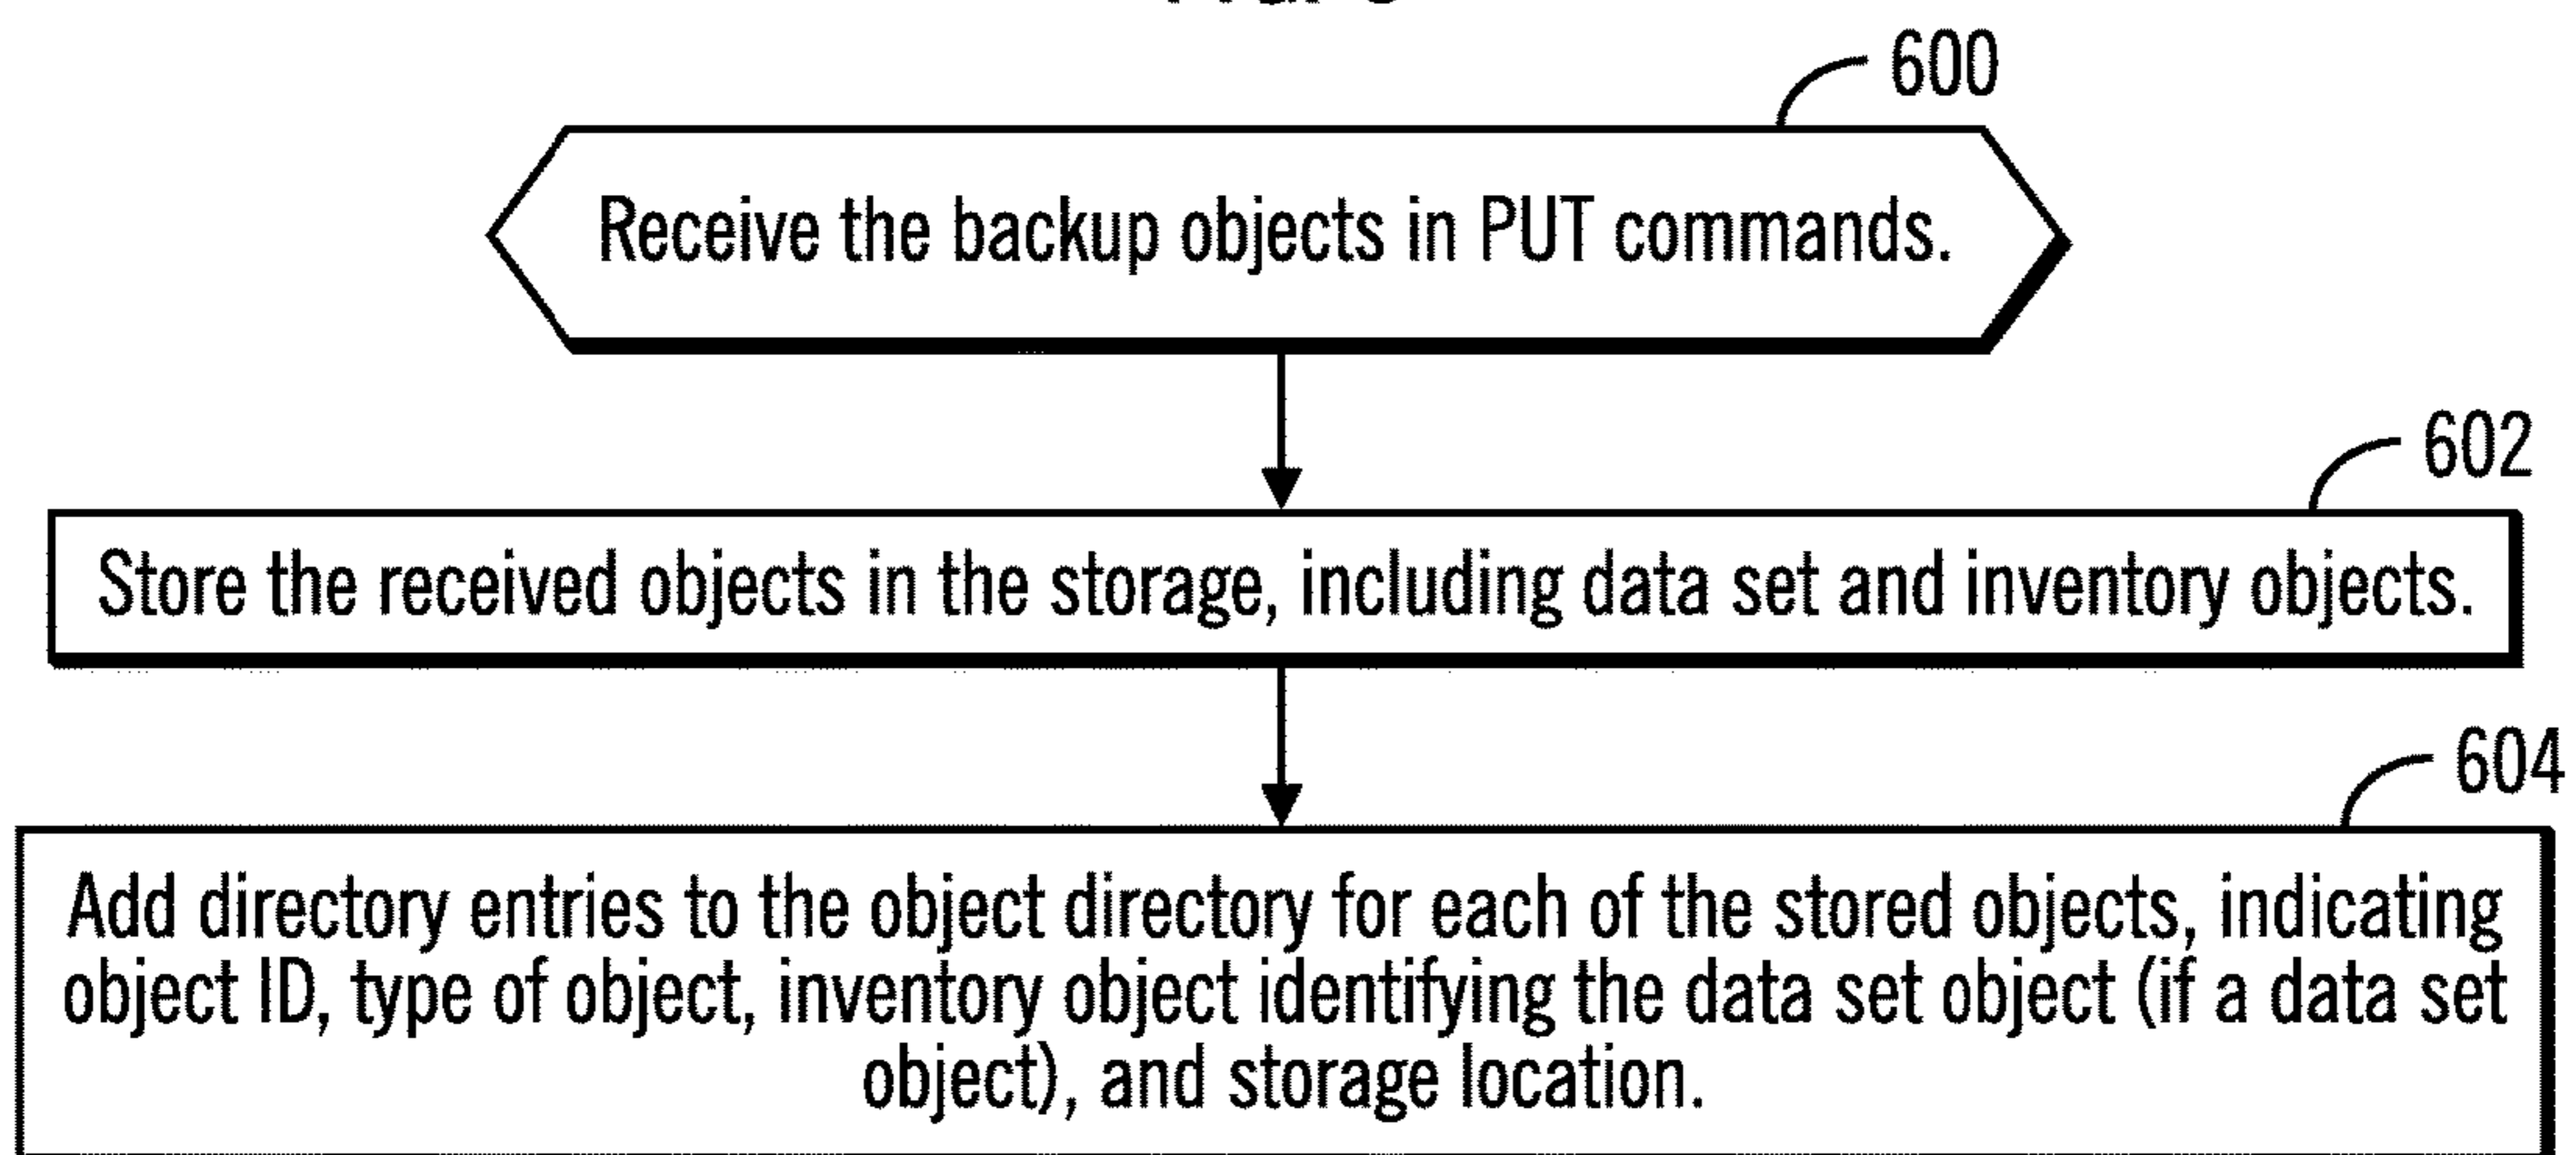 600
Receive the backup objects in PUT commands.
602
Store the received objects in the storage, including data set and inventory objects.
604
Add directory entries to the object directory for each of the stored objects, indicating
object ID, type of object, inventory object identifying the data set object (if a data set
object), and storage location.